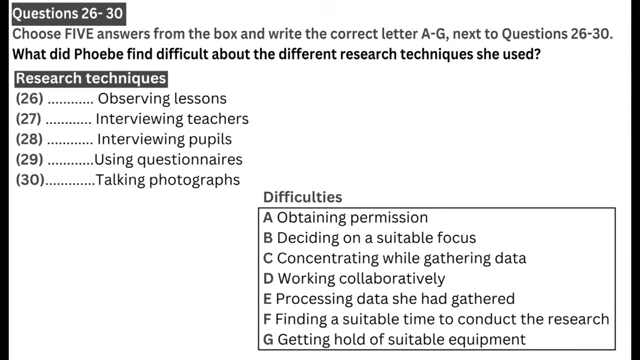 Questions 26- 30
Choose FIVE answers from the box and write the correct letter A-G, next to Questions 26-30.
What did Phoebe find difficult about the different research techniques she used?
Research techniques
(26) ............ Observing lessons
(27) ............ Interviewing teachers
(28) ............ Interviewing pupils
(29) ............Using questionnaires
(30).............Talking photographs
Difficulties
A Obtaining permission
B Deciding on a suitable focus
C Concentrating while gathering data
D Working collaboratively
E Processing data she had gathered
F Finding a suitable time to conduct the research
G Getting hold of suitable equipment